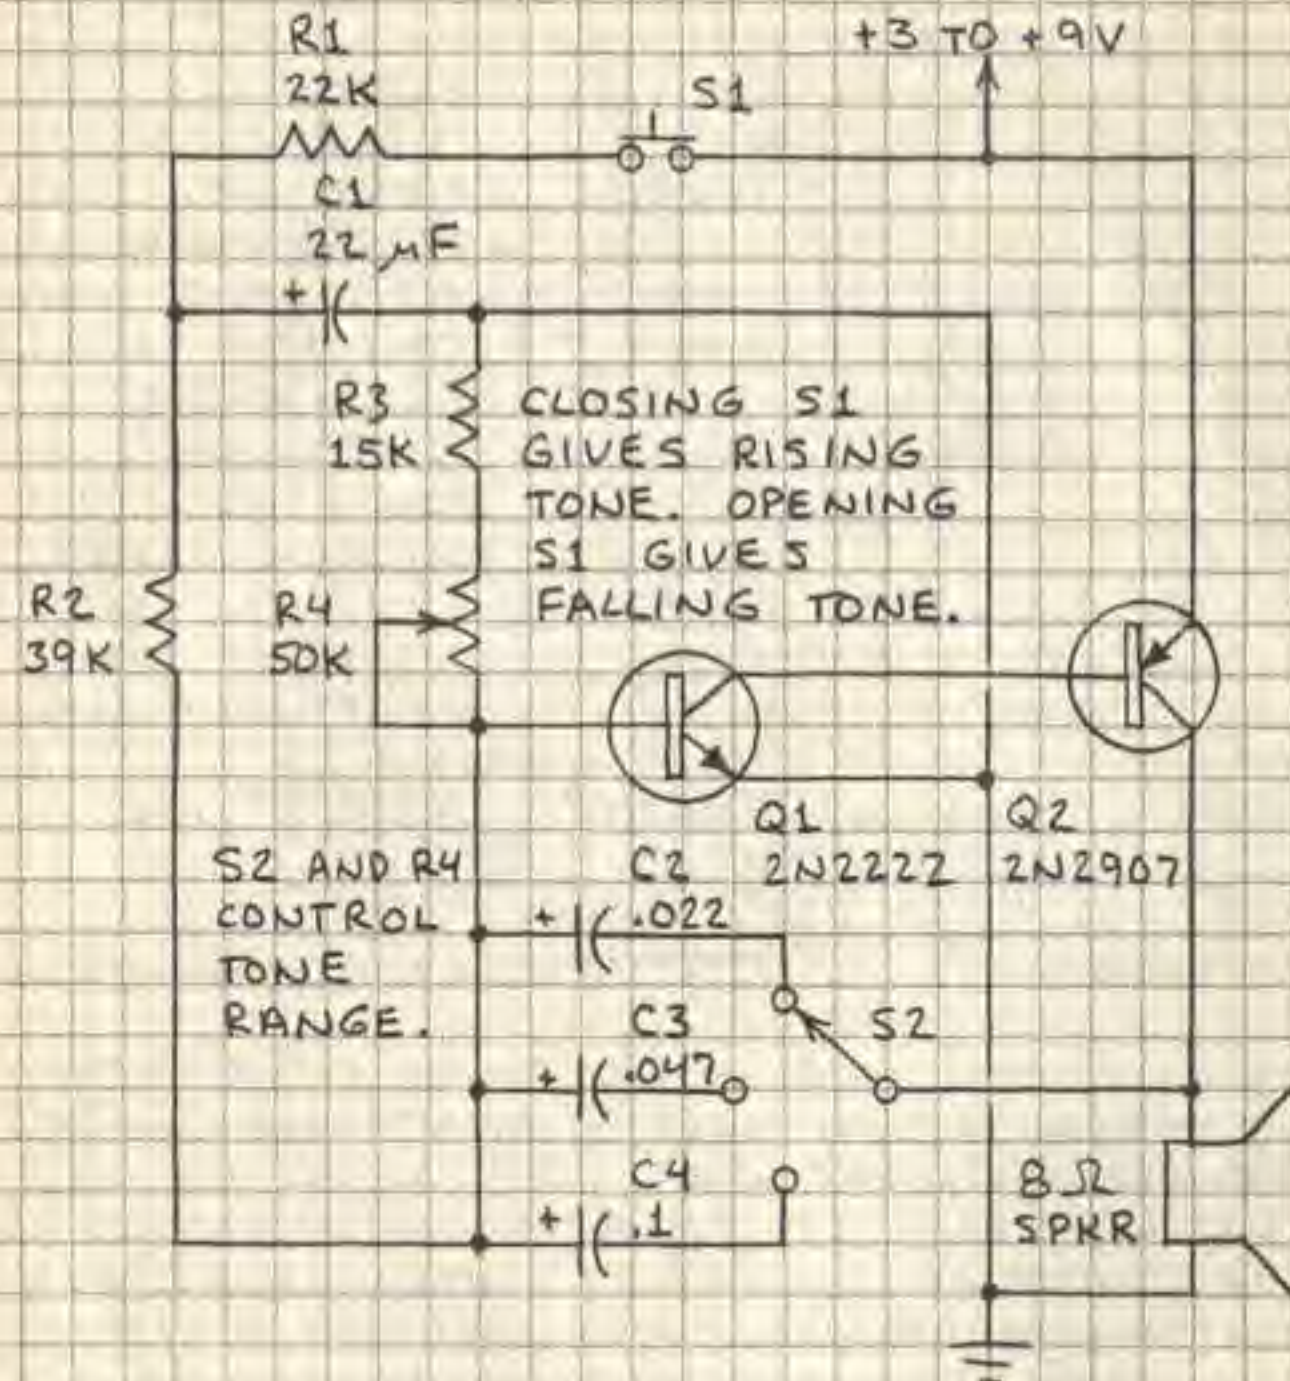 R1
22K
+3 TO +9V
S1
C1
22 μF
+
R3
15K
CLOSING S1
GIVES RISING
TONE. OPENING
S1 GIVES
FALLING TONE.
R2
39K
R4
50K
Q1
2N2222
Q2
2N2907
S2 AND R4
CONTROL
TONE
RANGE.
C2
+ .022
C3
+ .047
S2
C4
+ .1
8Ω
SPKR